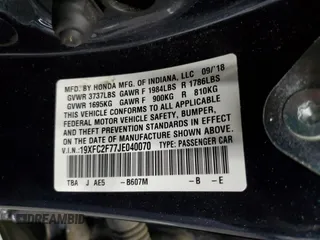 MFD. BY HONDA MFG. OF INDIANA, LLC 09/'18
GVWR 3737LBS GAWR F 1984LBS R 1786LBS
GVWR 1695KG GAWR F 900KG R 810KG
THIS VEHICLE CONFORMS TO ALL APPLICABLE
FEDERAL MOTOR VEHICLE SAFETY, BUMPER,
AND THEFT PREVENTION STANDARDS IN EFFECT
ON THE DATE OF MANUFACTURE SHOWN ABOVE.
V.I.N.:19XFC2F77JE040070 TYPE: PASSENGER CAR
TBA J AE5 -B607M -B -E
AUTOBIDMASTER